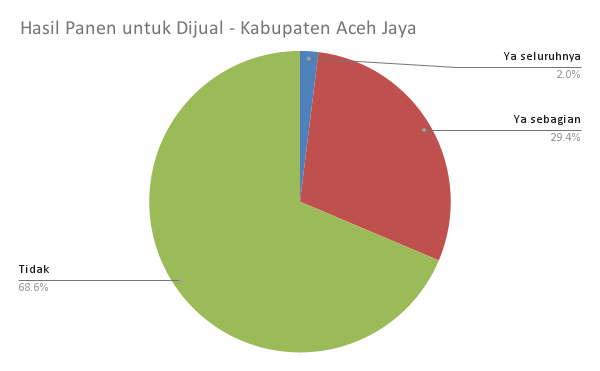 Hasil Panen untuk Dijual - Kabupaten Aceh Jaya
Ya seluruhnya
2.0%
Ya sebagian
29.4%
Tidak
68.6%